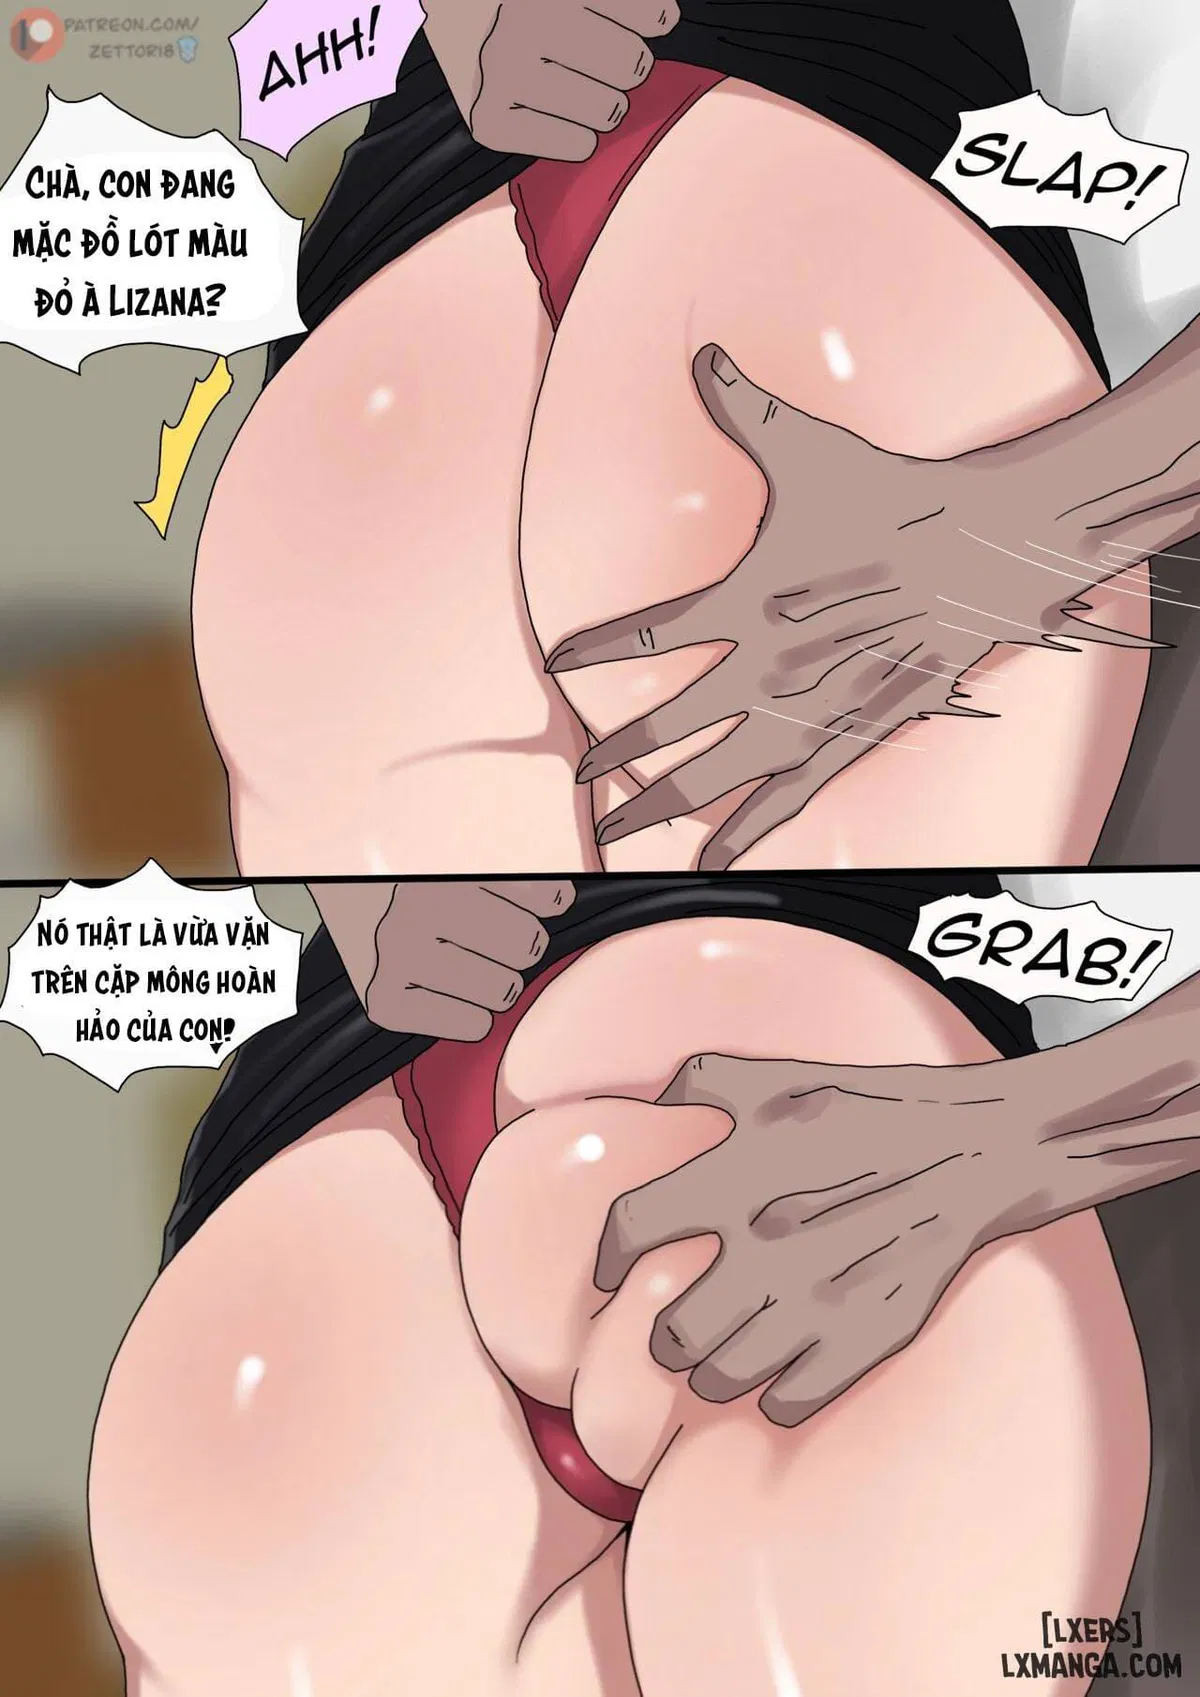 PATREON.COM/
ZETTORI8
AHH!
SLAP!
CHÀ, CON ĐANG
MẶC ĐỒ LÓT MÀU
ĐỎ À LIZANA?
NÓ THẬT LÀ VỪA VẶN
TRÊN CẶP MÔNG HOÀN
HẢO CỦA CON!
GRAB!
[LXERS]
LXMANGA.COM